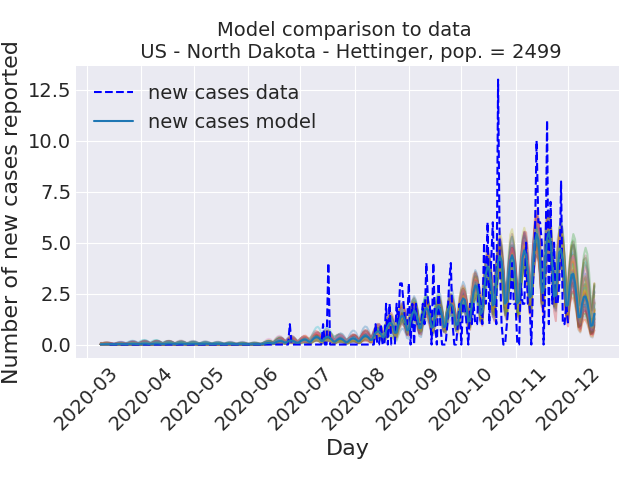 Model comparison to data
US - North Dakota - Hettinger, pop. = 2499
Number of new cases reported
12.5
10.0
7.5
5.0
2.5
0.0
new cases data
new cases model
2020-03
2020-04
2020-05
2020-06
2020-07
2020-08
2020-09
2020-10
2020-11
2020-12
Day